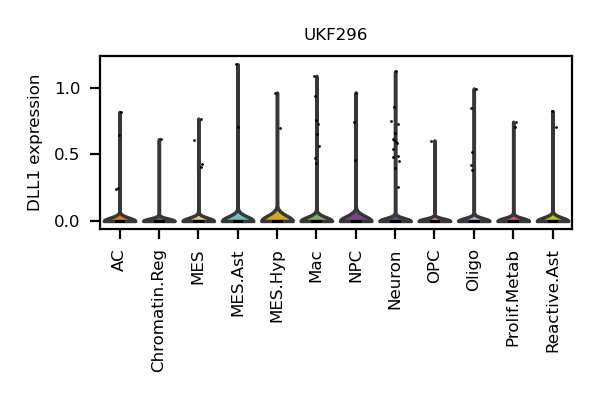 UKF296
DLL1 expression
1.0
0.5
0.0
AC
Chromatin.Reg
MES
MES.Ast
MES.Hyp
Mac
NPC
Neuron
OPC
Oligo
Prolif.Metab
Reactive.Ast